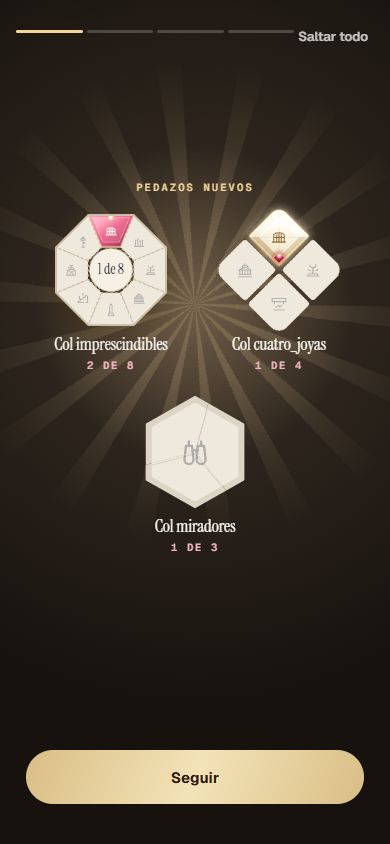 Saltar todo
PEDAZOS NUEVOS
1 de 8
Col imprescindibles
2 DE 8
Col cuatro_joyas
1 DE 4
Col miradores
1 DE 3
Seguir